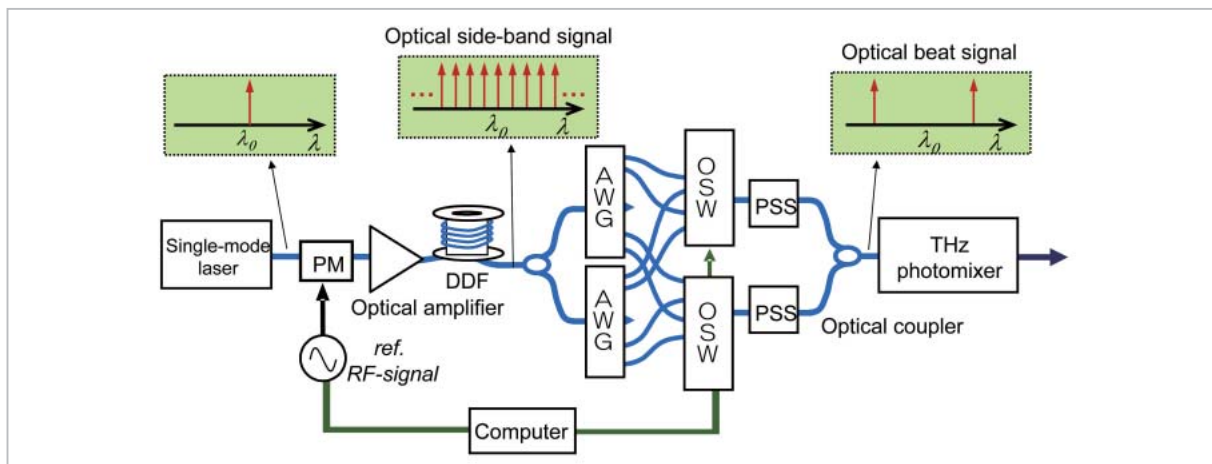 Optical side-band signal
Optical beat signal
λ₀
λ
••• •••
λ₀
λ
λ₀
λ
Single-mode
laser
PM
Optical amplifier
DDF
AWG
AWG
OSW
OSW
PSS
PSS
Optical coupler
THz
photomixer
ref.
RF-signal
Computer